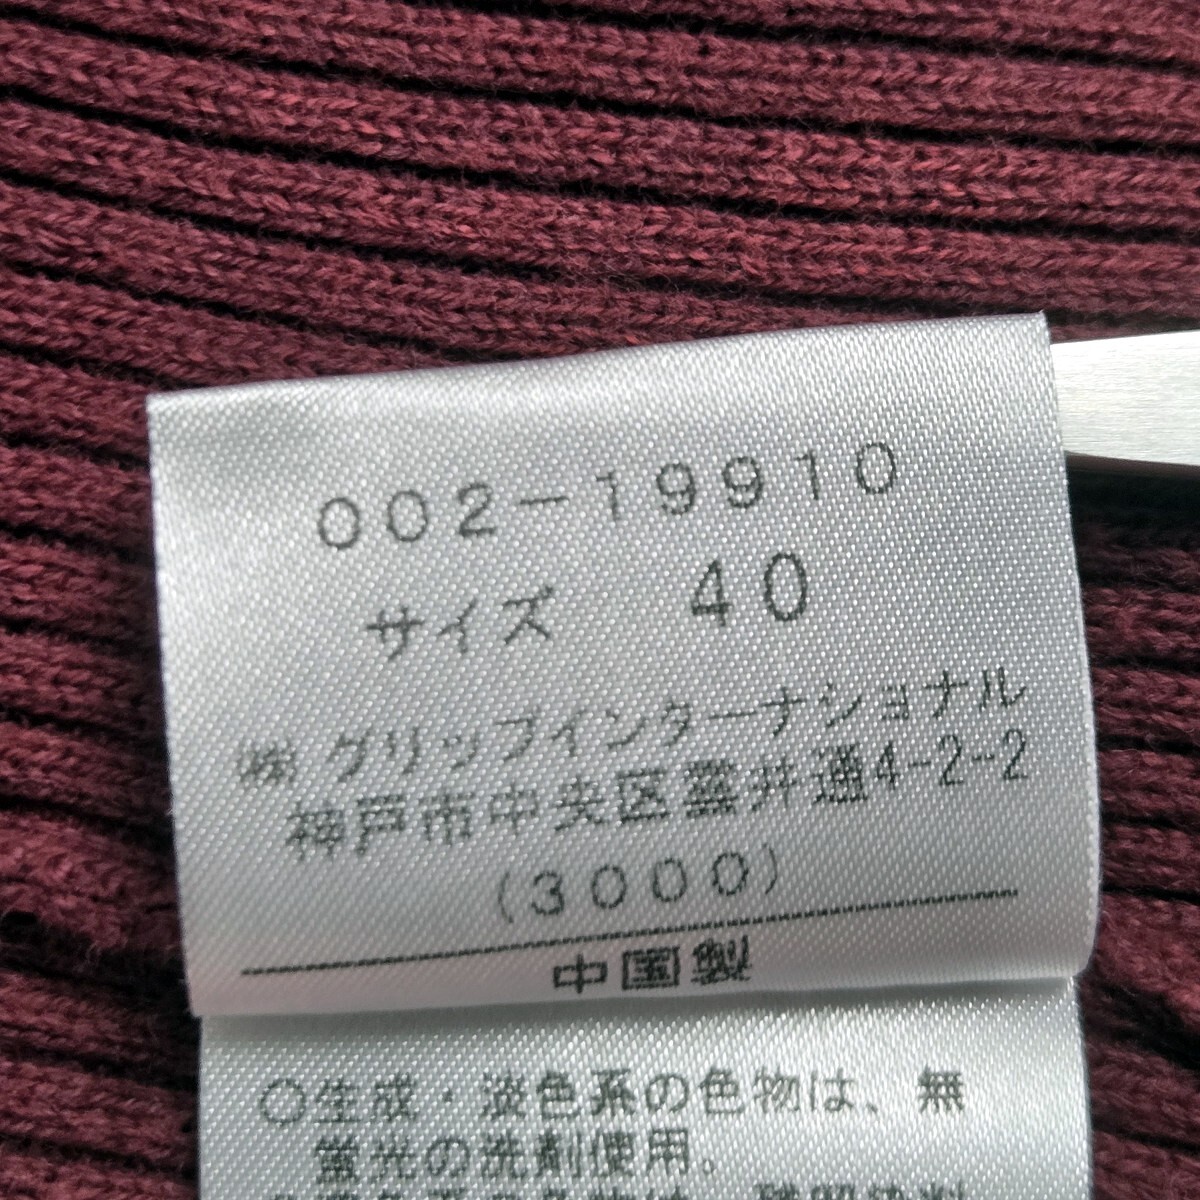 002-19910
サイズ 40
㈱グリップインターナショナル
神戸市中央区雲井通4-2-2
(3000)
中国製
○生成・淡色系の色物は、無
蛍光の洗剤使用。